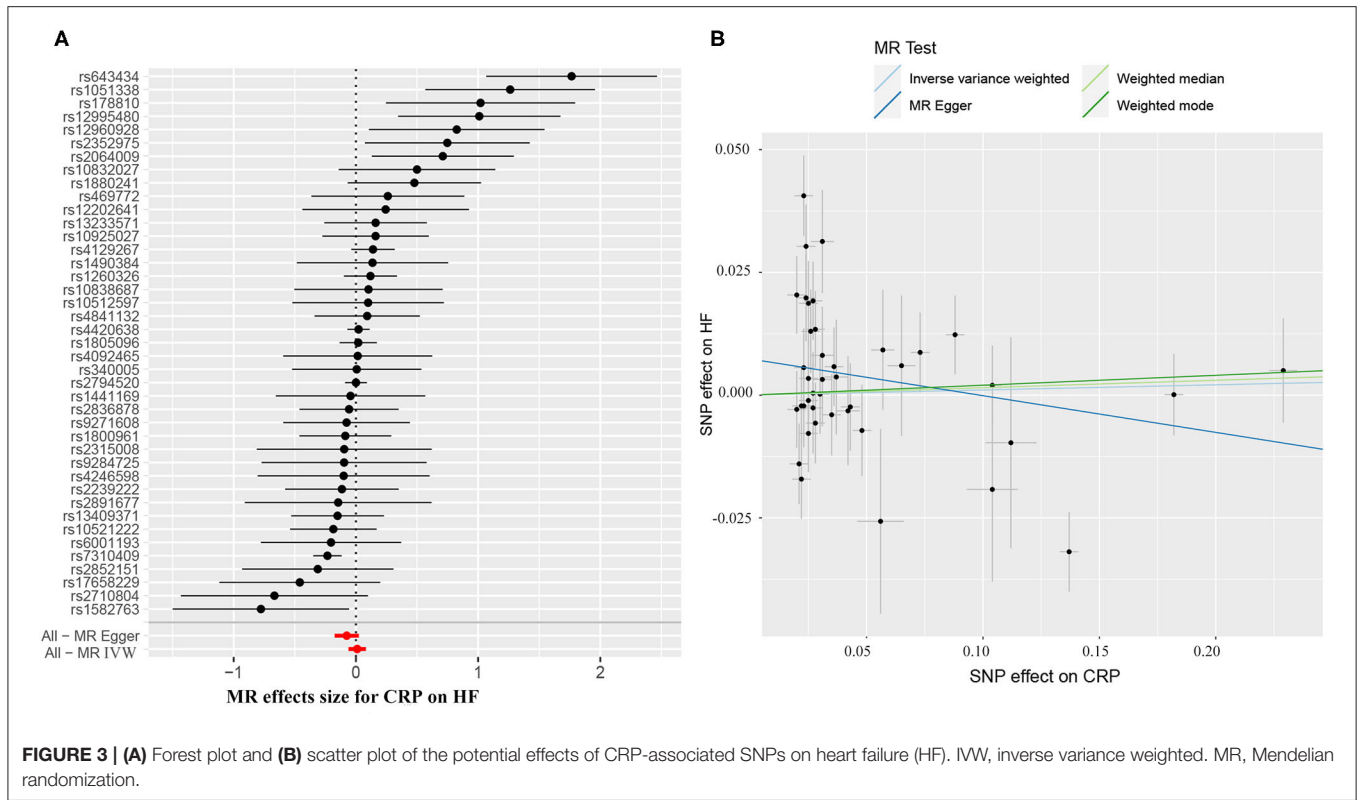 A
rs643434
rs1051338
rs178810
rs12995480
rs12960928
rs2352975
rs2064009
rs10832027
rs1880241
rs469772
rs12202641
rs13233571
rs10925027
rs4129267
rs1490384
rs1260326
rs10838687
rs10512597
rs4841132
rs4420638
rs1805096
rs4092465
rs340005
rs2794520
rs1441169
rs2836878
rs9271608
rs1800961
rs2315008
rs9284725
rs4246598
rs2239222
rs2891677
rs13409371
rs10521222
rs6001193
rs7310409
rs2852151
rs17658229
rs2710804
rs1582763
All − MR Egger
All − MR IVW
−1 0 1 2
MR effects size for CRP on HF
B
MR Test
Inverse variance weighted
Weighted median
MR Egger
Weighted mode
0.050
0.025
0.000
-0.025
SNP effect on HF
0.05 0.10 0.15 0.20
SNP effect on CRP
FIGURE 3 | (A) Forest plot and (B) scatter plot of the potential effects of CRP-associated SNPs on heart failure (HF). IVW, inverse variance weighted. MR, Mendelian
randomization.